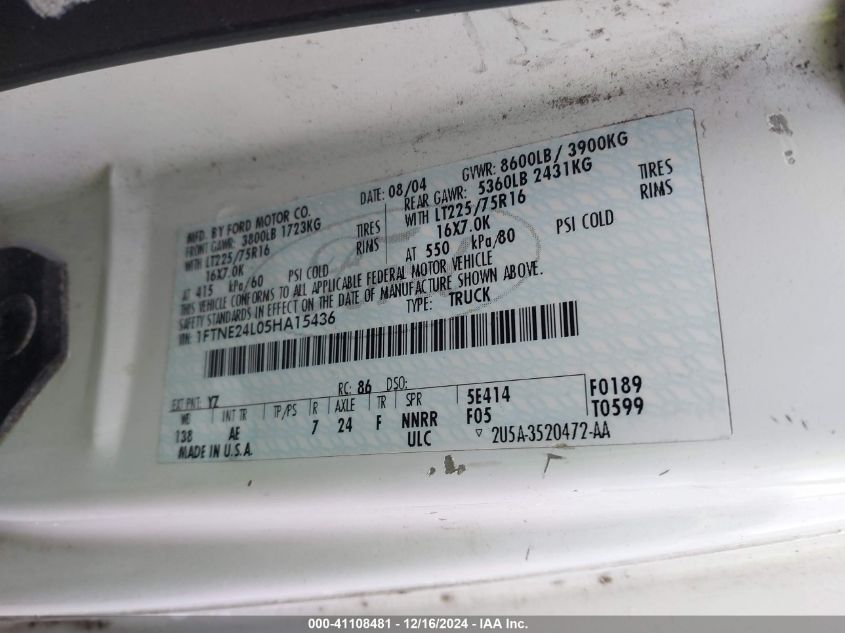 MFD. BY FORD MOTOR CO.
DATE: 08/04
GVWR: 8600LB/ 3900KG
FRONT GAWR: 3800LB 1723KG
REAR GAWR: 5360LB 2431KG
WITH LT225/75R16 TIRES
WITH LT225/75R16 TIRES
16X7.0K RIMS
16X7.0K RIMS
AT 415 kPa/60 PSI COLD
AT 550 kPa/80 PSI COLD
THIS VEHICLE CONFORMS TO ALL APPLICABLE FEDERAL MOTOR VEHICLE
SAFETY STANDARDS IN EFFECT ON THE DATE OF MANUFACTURE SHOWN ABOVE.
VIN: 1FTNE24L05HA15436
TYPE: TRUCK
EXT PNT: YZ RC: 86 DSO: 5E414 F0189
WB INT TR TP/PS R AXLE TR SPR F05 T0599
138 AE 7 24 F NNRR
ULC
MADE IN U.S.A. ▽ 2U5A-3520472-AA
000-41108481 - 12/16/2024 - IAA Inc.